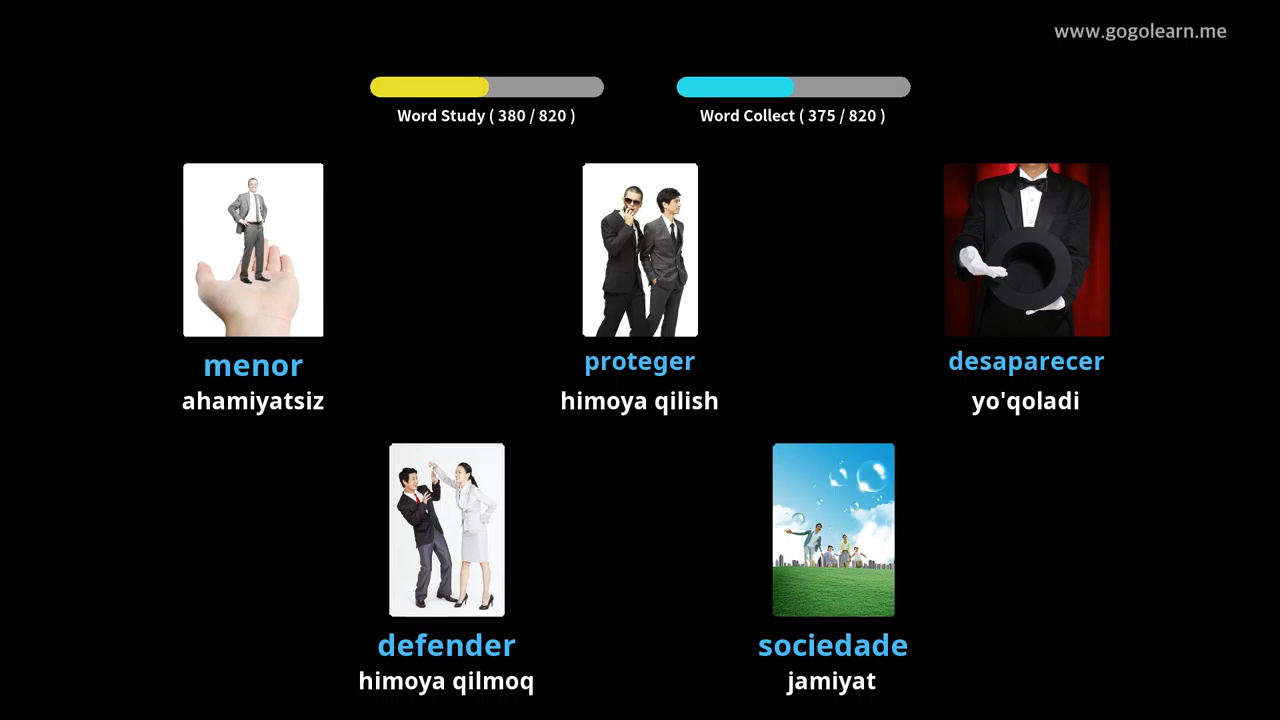 www.gogolearn.me
Word Study ( 380 / 820 )
Word Collect ( 375 / 820 )
menor
ahamiyatsiz
proteger
himoya qilish
desaparecer
yo'qoladi
defender
himoya qilmoq
sociedade
jamiyat